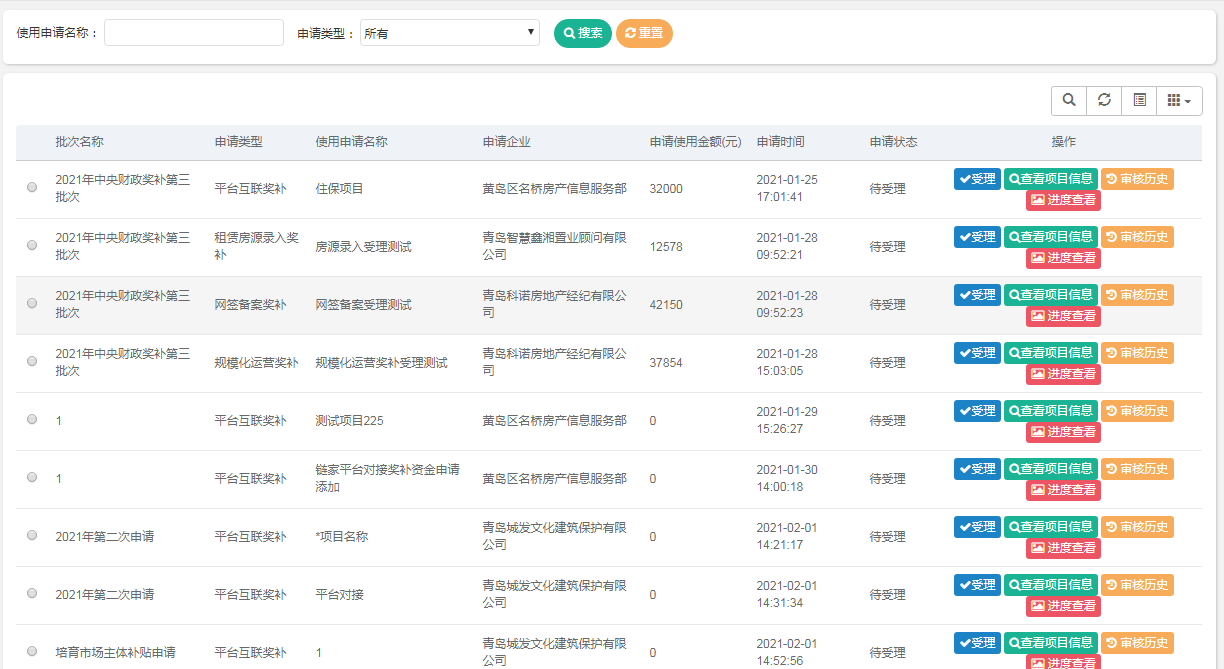 使用申请名称： 申请类型： 所有 搜索 重置
批次名称 申请类型 使用申请名称 申请企业 申请使用金额(元) 申请时间 申请状态 操作
2021年中央财政奖补第三批次 平台互联奖补 住保项目 黄岛区名桥房产信息服务部 32000 2021-01-25 17:01:41 待受理 受理 查看项目信息 审核历史 进度查看
2021年中央财政奖补第三批次 租赁房源录入奖补 房源录入受理测试 青岛智慧鑫湘置业顾问有限公司 12578 2021-01-28 09:52:21 待受理 受理 查看项目信息 审核历史 进度查看
2021年中央财政奖补第三批次 网签备案奖补 网签备案受理测试 青岛科诺房地产经纪有限公司 42150 2021-01-28 09:52:23 待受理 受理 查看项目信息 审核历史 进度查看
2021年中央财政奖补第三批次 规模化运营奖补 规模化运营奖补受理测试 青岛科诺房地产经纪有限公司 37854 2021-01-28 15:03:05 待受理 受理 查看项目信息 审核历史 进度查看
1 平台互联奖补 测试项目225 黄岛区名桥房产信息服务部 0 2021-01-29 15:26:27 待受理 受理 查看项目信息 审核历史 进度查看
1 平台互联奖补 链家平台对接奖补资金申请添加 黄岛区名桥房产信息服务部 0 2021-01-30 14:00:18 待受理 受理 查看项目信息 审核历史 进度查看
2021年第二次申请 平台互联奖补 *项目名称 青岛城发文化建筑保护有限公司 0 2021-02-01 14:21:17 待受理 受理 查看项目信息 审核历史 进度查看
2021年第二次申请 平台互联奖补 平台对接 青岛城发文化建筑保护有限公司 0 2021-02-01 14:31:34 待受理 受理 查看项目信息 审核历史 进度查看
培育市场主体补贴申请 平台互联奖补 1 青岛城发文化建筑保护有限公司 0 2021-02-01 14:52:56 待受理 受理 查看项目信息 审核历史 进度查看